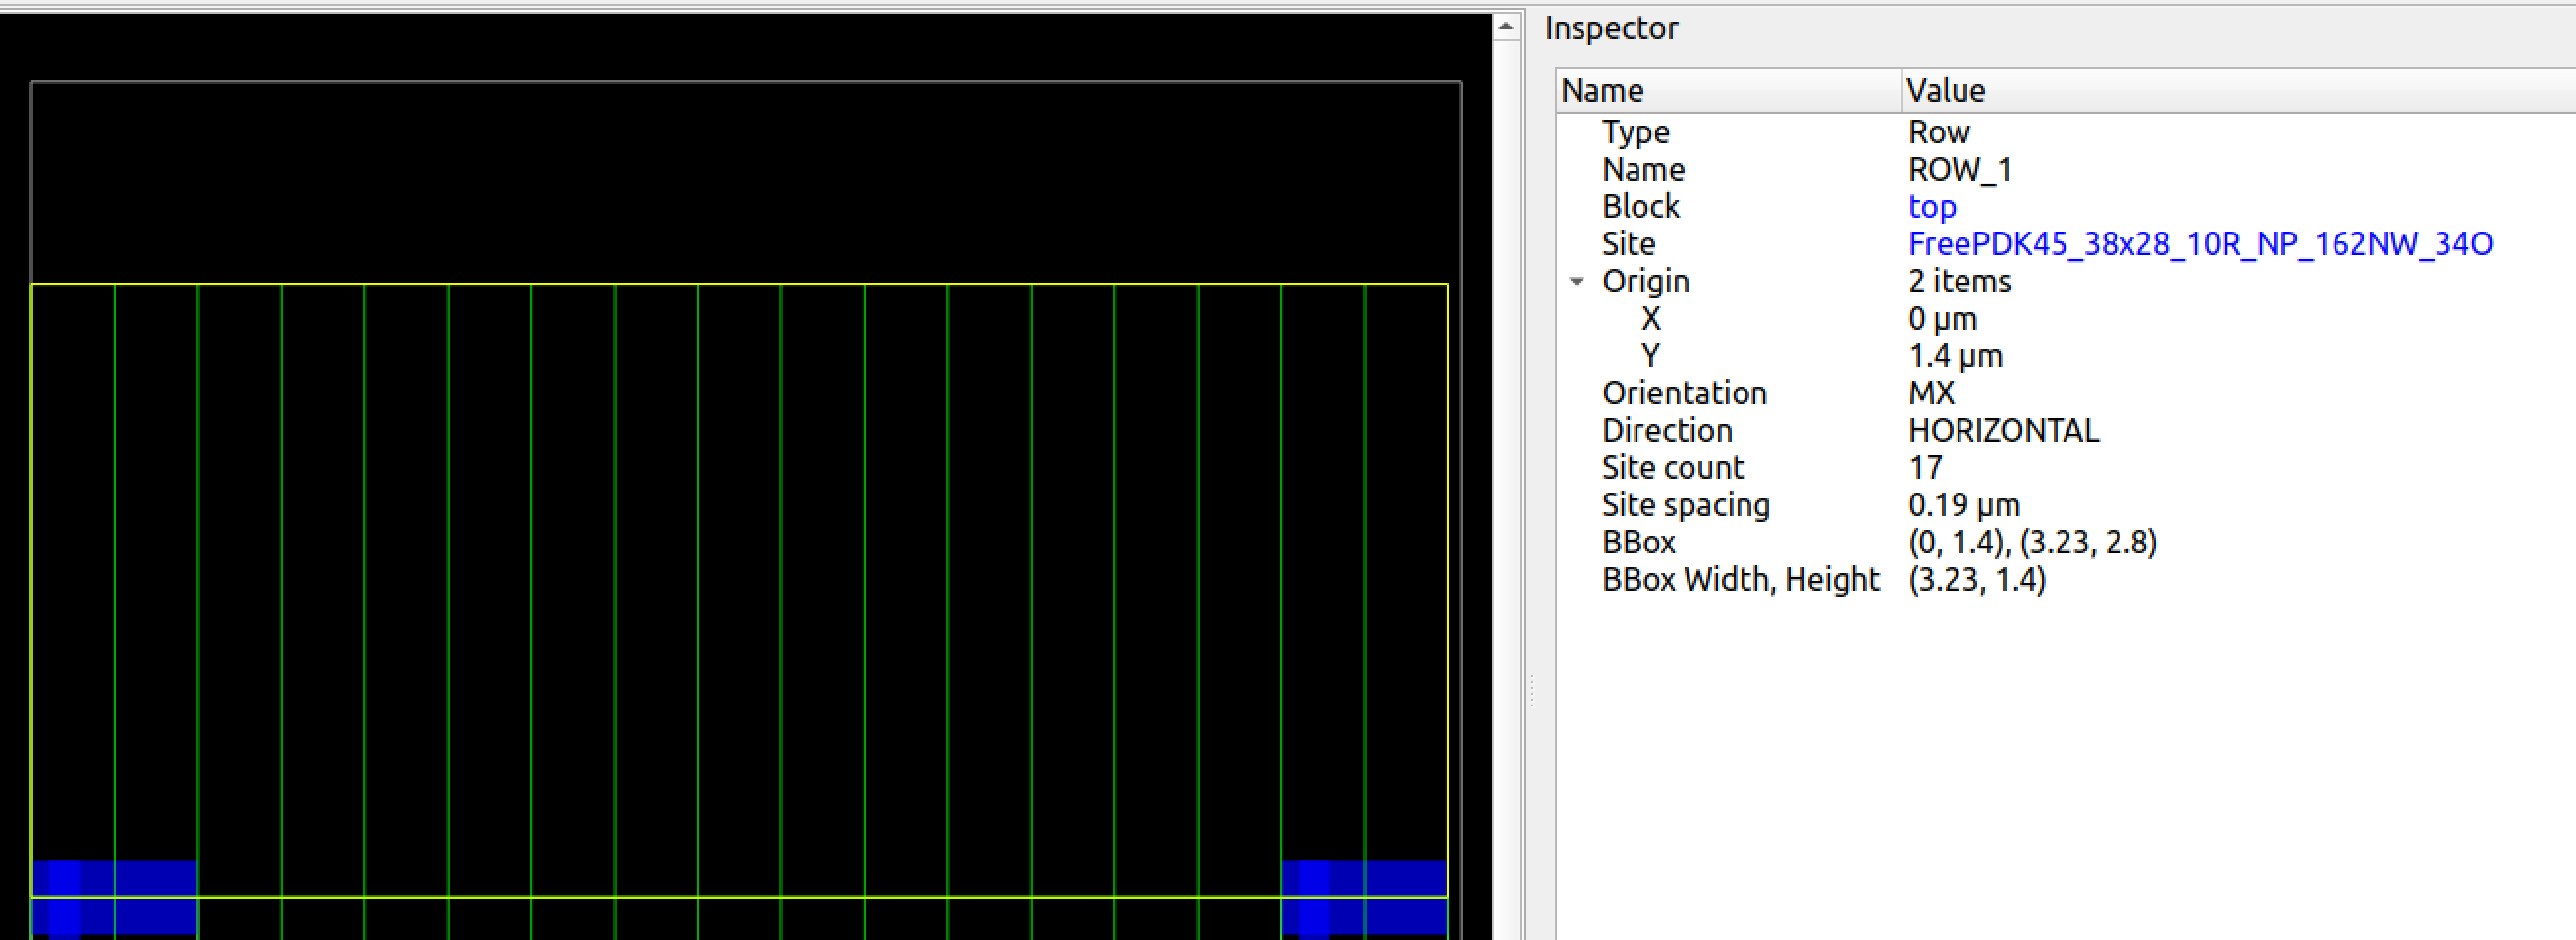 Inspector
Name Value
Type Row
Name ROW_1
Block top
Site FreePDK45_38x28_10R_NP_162NW_34O
Origin 2 items
X 0 µm
Y 1.4 µm
Orientation MX
Direction HORIZONTAL
Site count 17
Site spacing 0.19 µm
BBox (0, 1.4), (3.23, 2.8)
BBox Width, Height (3.23, 1.4)